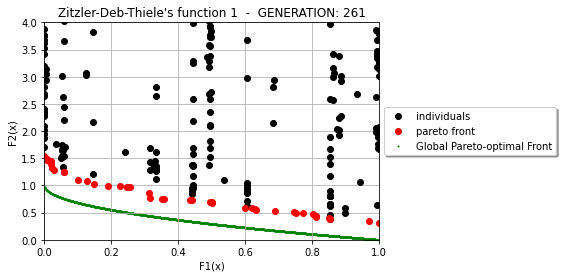 Zitzler-Deb-Thiele's function 1 - GENERATION: 261
4.0
3.5
3.0
2.5
2.0
1.5
1.0
0.5
0.0
F2(x)
0.0 0.2 0.4 0.6 0.8 1.0
F1(x)
individuals
pareto front
Global Pareto-optimal Front